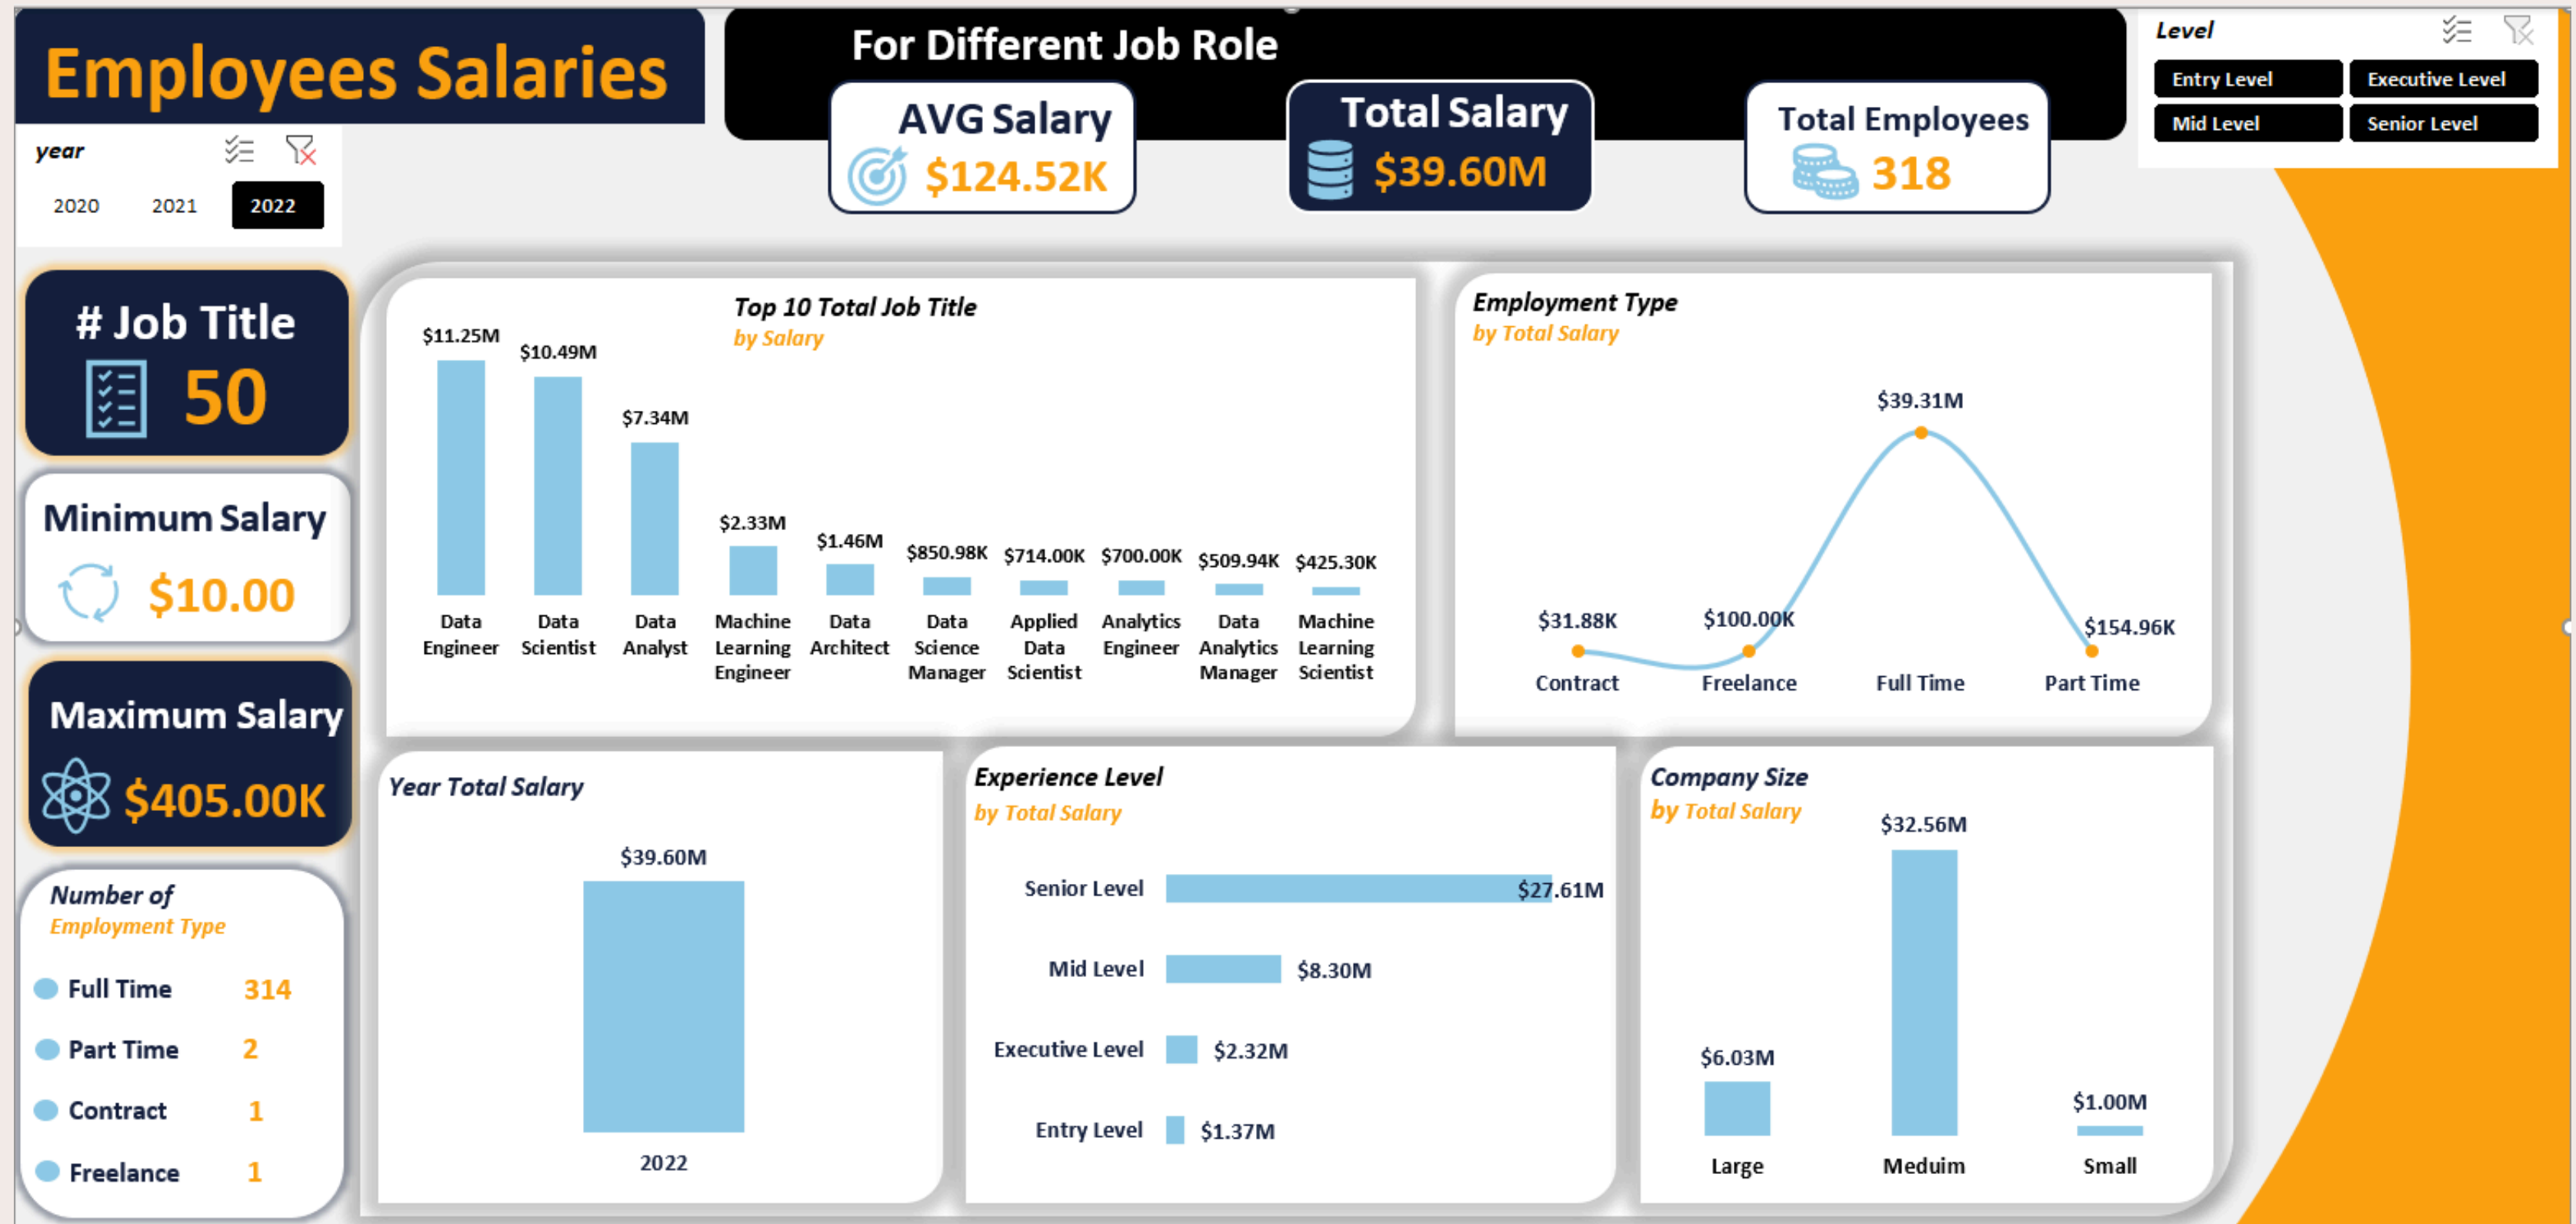 Employees Salaries
For Different Job Role
AVG Salary
$124.52K
Total Salary
$39.60M
Total Employees
318
Level
Entry Level
Executive Level
Mid Level
Senior Level
year
2020
2021
2022
# Job Title
50
Minimum Salary
$10.00
Maximum Salary
$405.00K
Number of
Employment Type
Full Time 314
Part Time 2
Contract 1
Freelance 1
Top 10 Total Job Title
by Salary
$11.25M
$10.49M
$7.34M
$2.33M
$1.46M
$850.98K
$714.00K
$700.00K
$509.94K
$425.30K
Data
Engineer
Data
Scientist
Data
Analyst
Machine
Learning
Engineer
Data
Architect
Data
Science
Manager
Applied
Data
Scientist
Analytics
Engineer
Data
Analytics
Manager
Machine
Learning
Scientist
Employment Type
by Total Salary
$31.88K
$100.00K
$39.31M
$154.96K
Contract
Freelance
Full Time
Part Time
Year Total Salary
$39.60M
2022
Experience Level
by Total Salary
Senior Level $27.61M
Mid Level $8.30M
Executive Level $2.32M
Entry Level $1.37M
Company Size
by Total Salary
$6.03M
$32.56M
$1.00M
Large
Meduim
Small